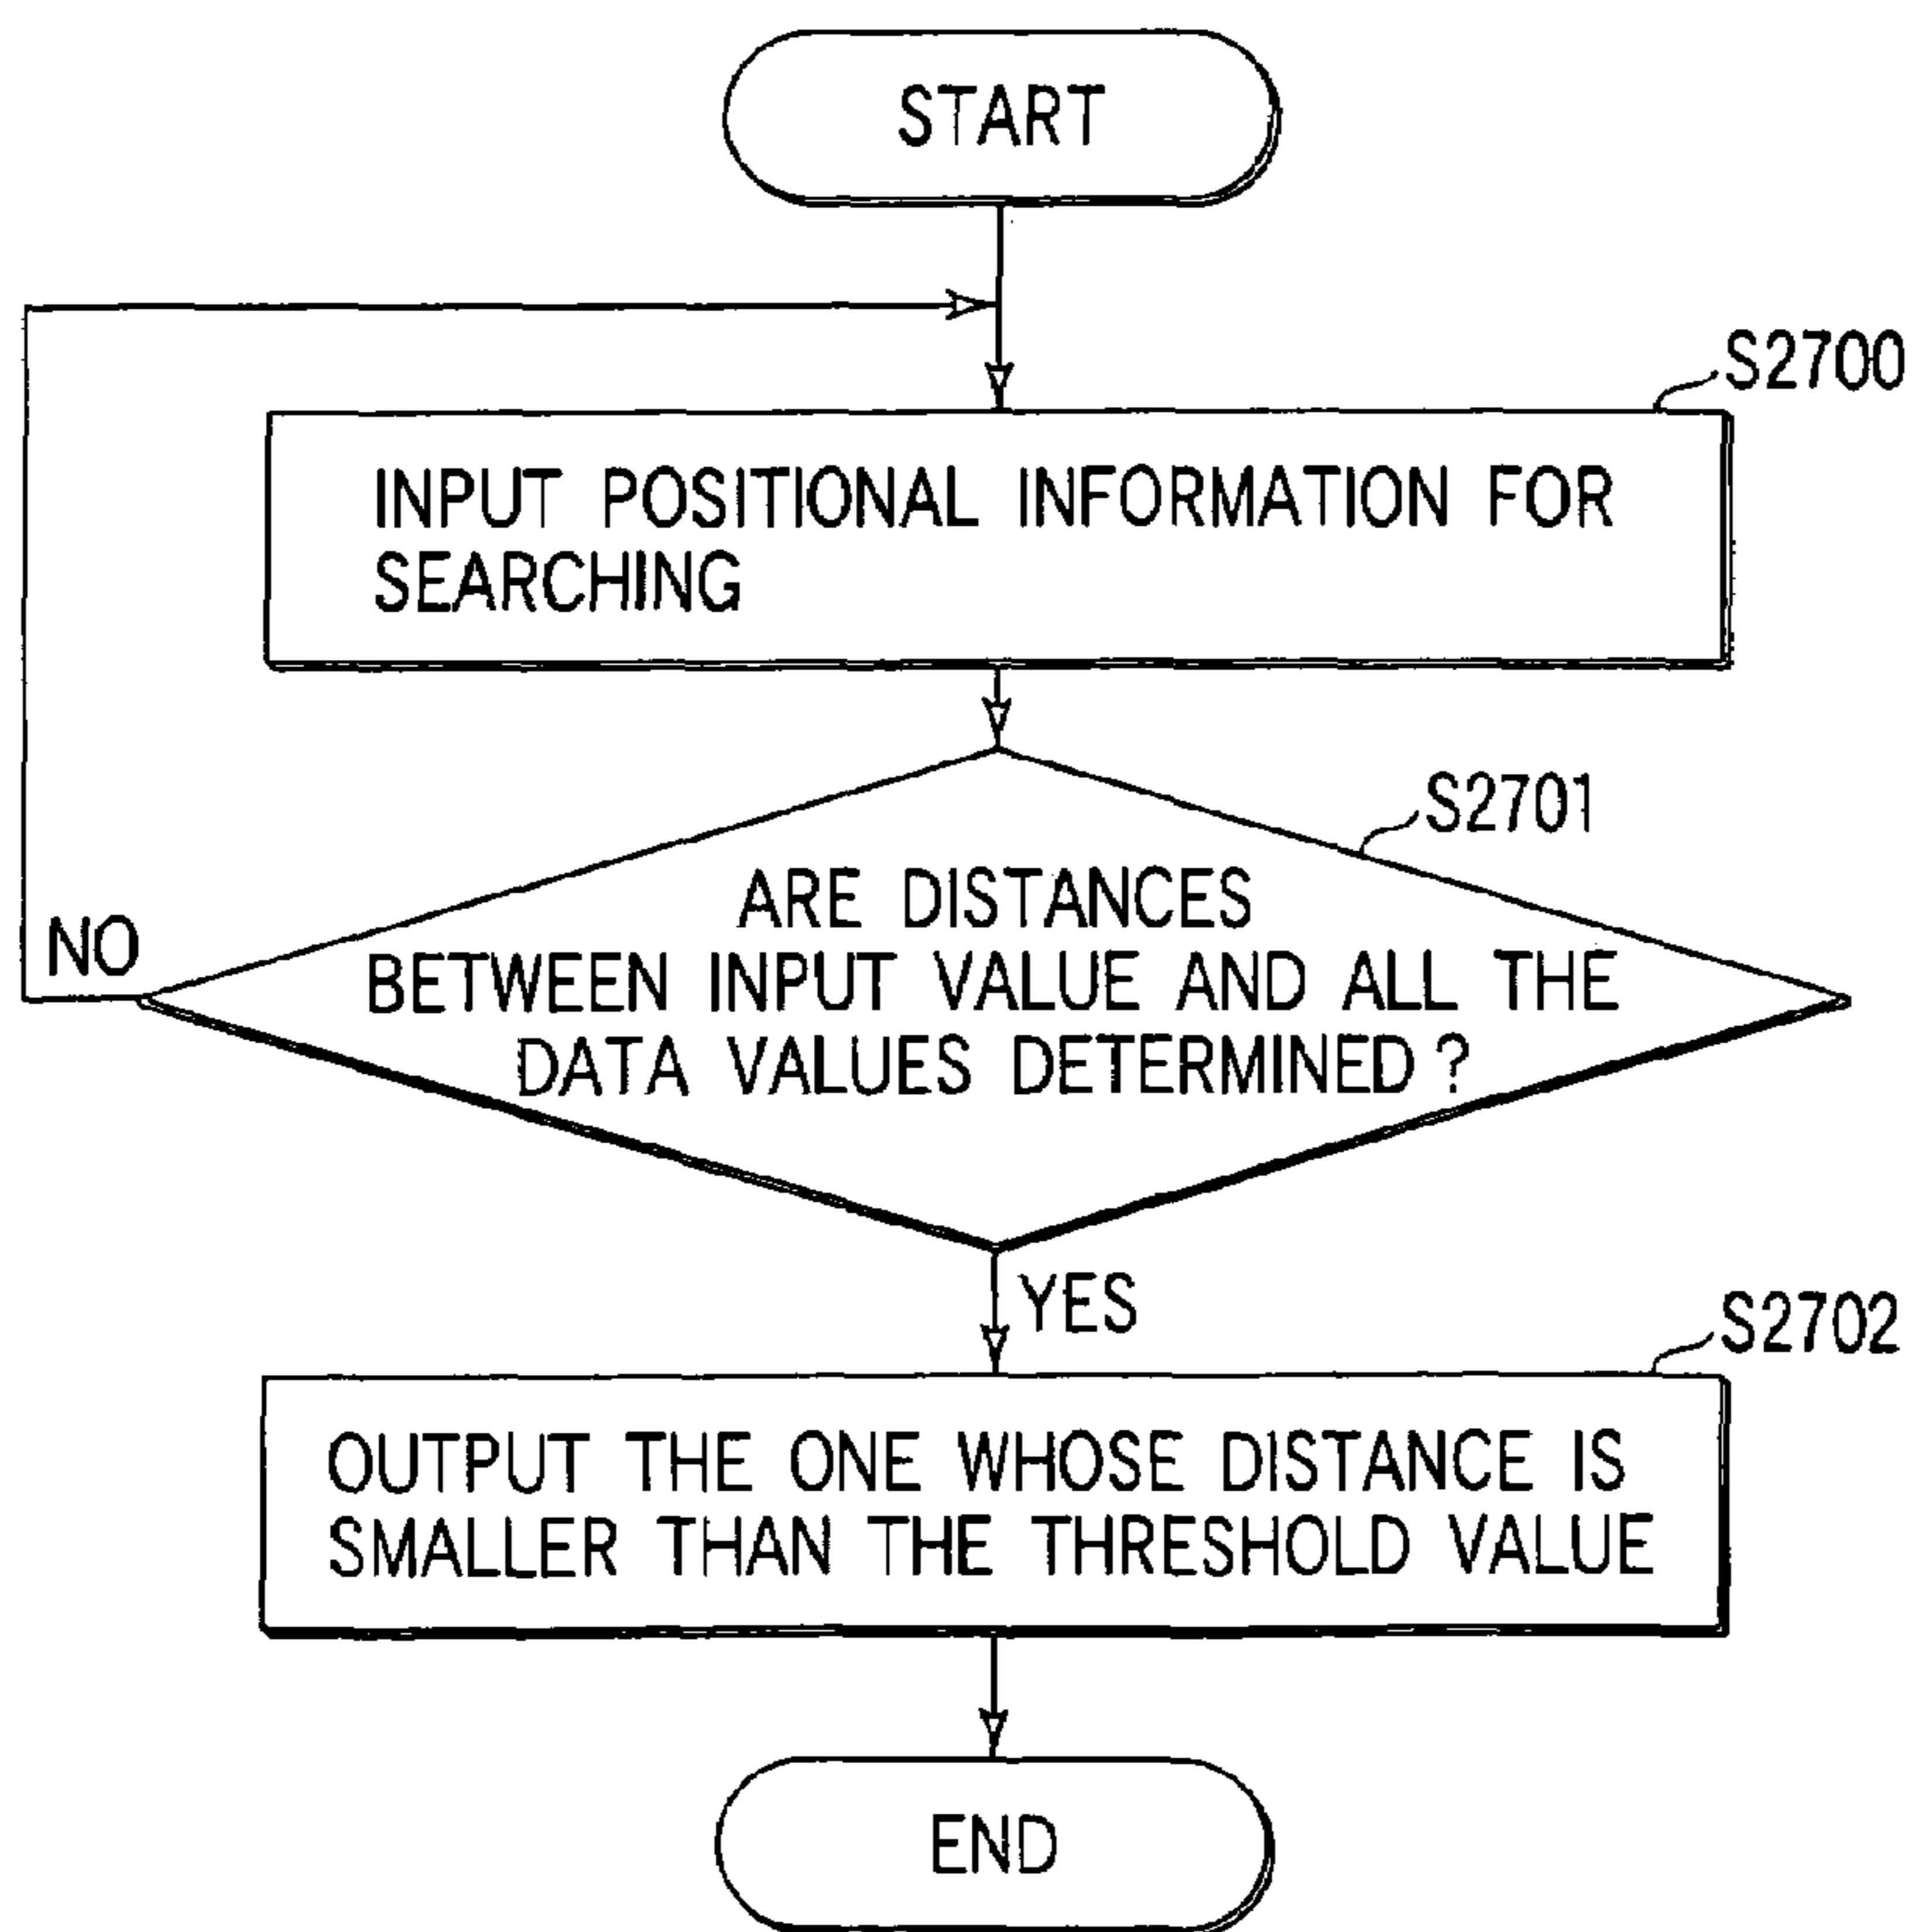 START
S2700
INPUT POSITIONAL INFORMATION FOR
SEARCHING
S2701
ARE DISTANCES
BETWEEN INPUT VALUE AND ALL THE
DATA VALUES DETERMINED?
NO
YES
S2702
OUTPUT THE ONE WHOSE DISTANCE IS
SMALLER THAN THE THRESHOLD VALUE
END